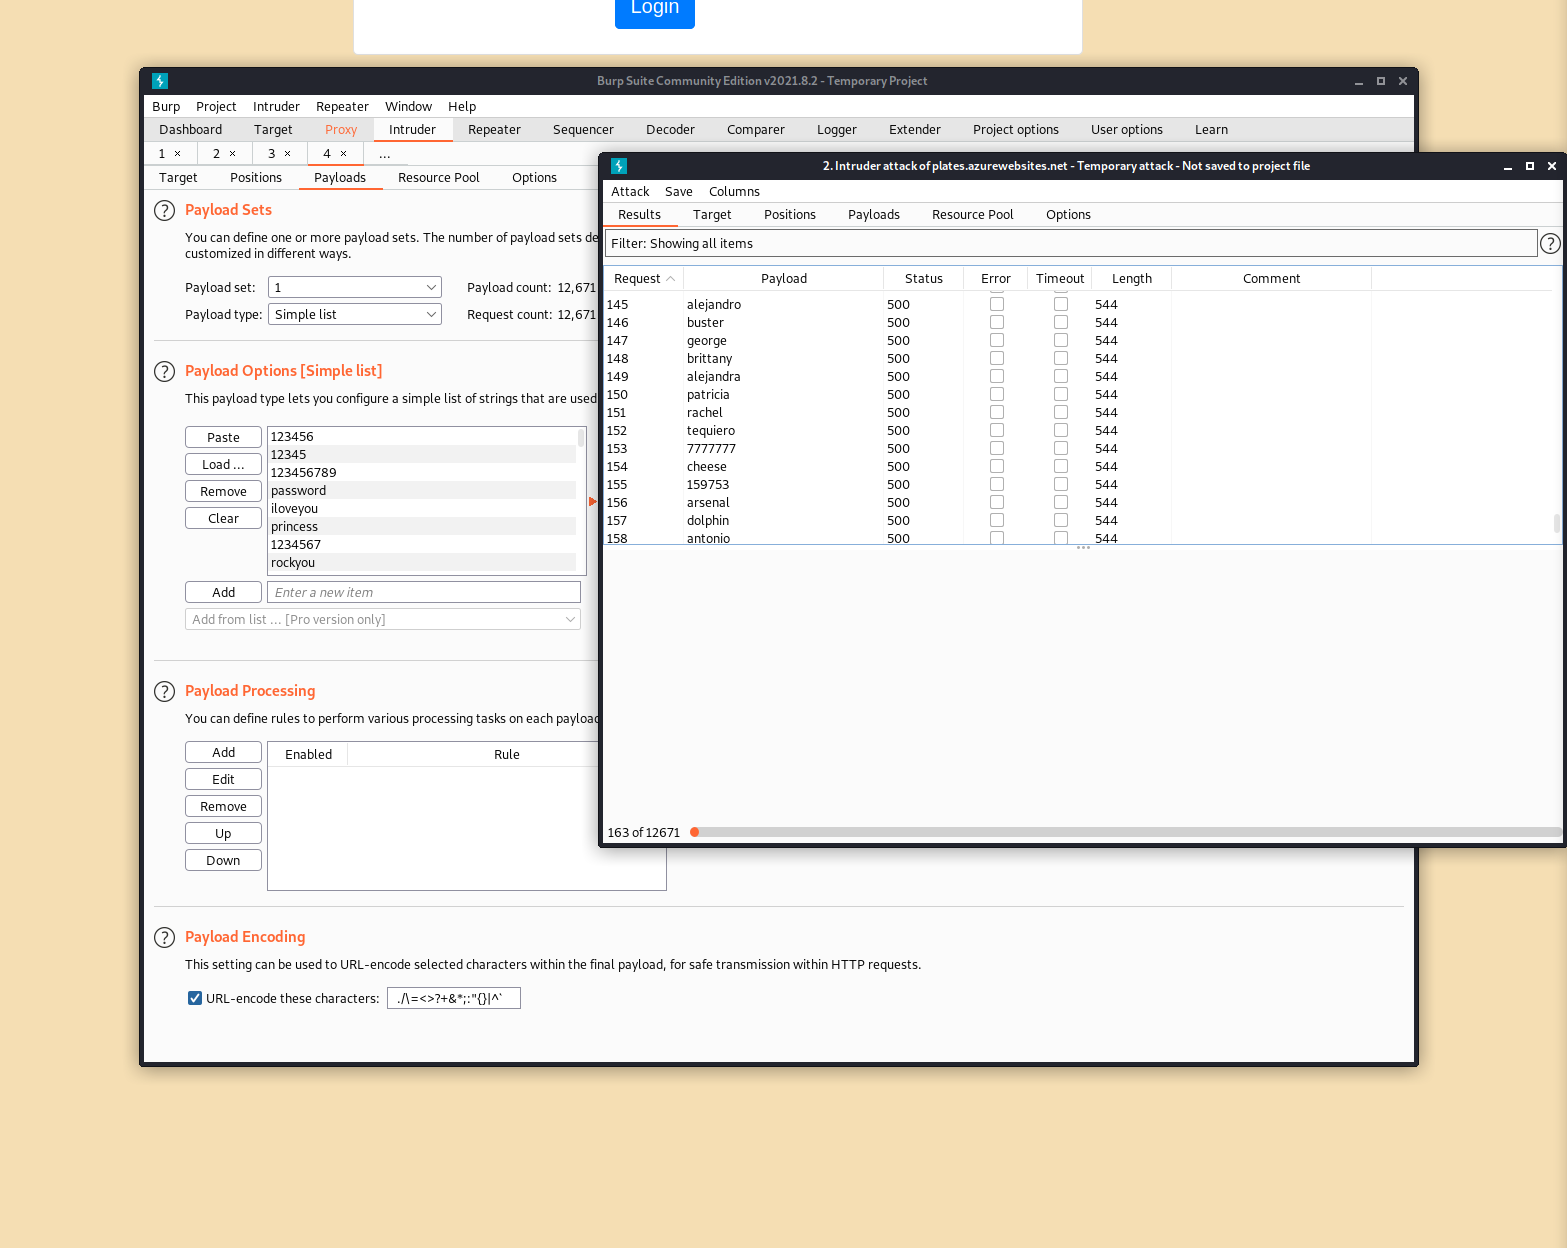 Login
Burp Suite Community Edition v2021.8.2 - Temporary Project
Burp Project Intruder Repeater Window Help
Dashboard Target Proxy Intruder Repeater Sequencer Decoder Comparer Logger Extender Project options User options Learn
1 × 2 × 3 × 4 × ...
Target Positions Payloads Resource Pool Options
? Payload Sets
You can define one or more payload sets. The number of payload sets de
customized in different ways.
Payload set: 1 Payload count: 12,671
Payload type: Simple list Request count: 12,671
? Payload Options [Simple list]
This payload type lets you configure a simple list of strings that are used
Paste
Load ...
Remove
Clear
123456
12345
123456789
password
iloveyou
princess
1234567
rockyou
Add Enter a new item
Add from list ... [Pro version only]
? Payload Processing
You can define rules to perform various processing tasks on each payload
Add
Edit
Remove
Up
Down
Enabled Rule
? Payload Encoding
This setting can be used to URL-encode selected characters within the final payload, for safe transmission within HTTP requests.
URL-encode these characters: ./\=<>?+&*;:"{}|^`
2. Intruder attack of plates.azurewebsites.net - Temporary attack - Not saved to project file
Attack Save Columns
Results Target Positions Payloads Resource Pool Options
Filter: Showing all items ?
Request Payload Status Error Timeout Length Comment
145 alejandro 500 544
146 buster 500 544
147 george 500 544
148 brittany 500 544
149 alejandra 500 544
150 patricia 500 544
151 rachel 500 544
152 tequiero 500 544
153 7777777 500 544
154 cheese 500 544
155 159753 500 544
156 arsenal 500 544
157 dolphin 500 544
158 antonio 500 544
163 of 12671